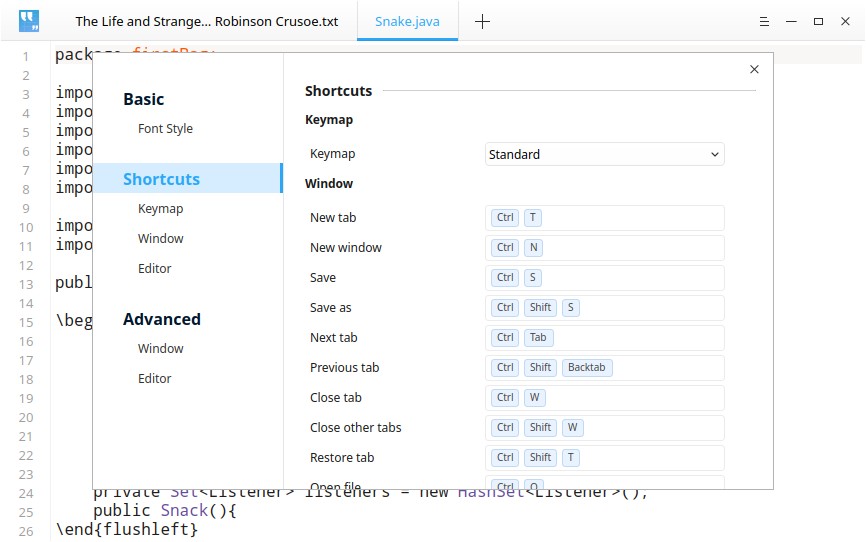 The Life and Strange... Robinson Crusoe.txt
Snake.java
1
2
3
4
5
6
7
8
9
10
11
12
13
14
15
16
17
18
19
20
21
22
23
24
25
26
pack
impo
impo
impo
impo
impo
impo
impo
impo
publ
\beg
Basic
Font Style
Shortcuts
Keymap
Window
Editor
Advanced
Window
Editor
Shortcuts
Keymap
Keymap Standard
Window
New tab Ctrl T
New window Ctrl N
Save Ctrl S
Save as Ctrl Shift S
Next tab Ctrl Tab
Previous tab Ctrl Shift Backtab
Close tab Ctrl W
Close other tabs Ctrl Shift W
Restore tab Ctrl Shift T
Open file Ctrl O
private Set<Listener> listeners = new HashSet<Listener>();
public Snack(){
\end{flushleft}